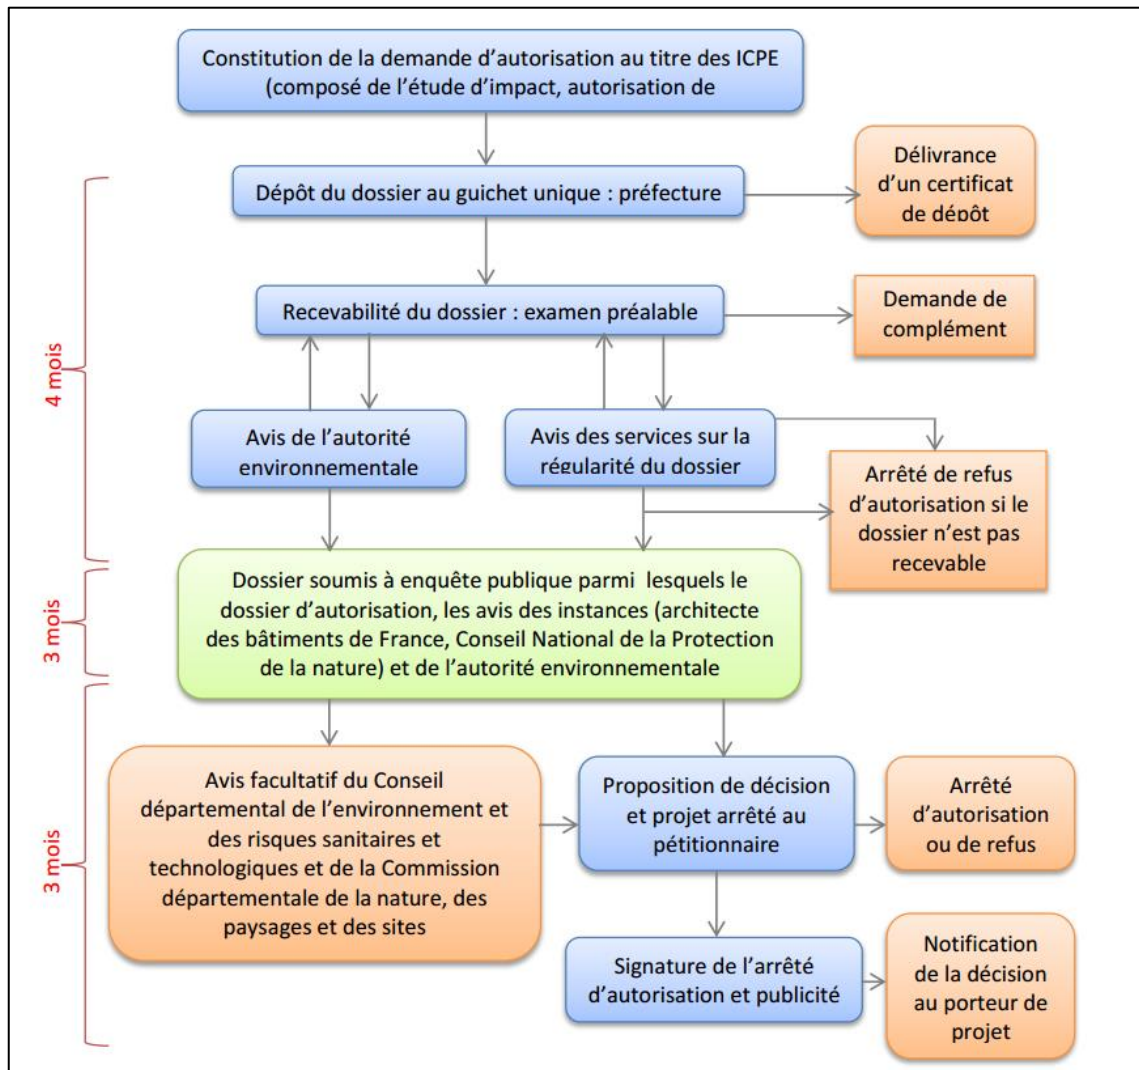 Constitution de la demande d'autorisation au titre des ICPE
(composé de l'étude d'impact, autorisation de
Dépôt du dossier au guichet unique : préfecture
Délivrance
d'un certificat
de dépôt
Recevabilité du dossier : examen préalable
Demande de
complément
4 mois
Avis de l'autorité
environnementale
Avis des services sur la
régularité du dossier
Arrêté de refus
d'autorisation si le
dossier n'est pas
recevable
3 mois
Dossier soumis à enquête publique parmi lesquels le
dossier d'autorisation, les avis des instances (architecte
des bâtiments de France, Conseil National de la Protection
de la nature) et de l'autorité environnementale
3 mois
Avis facultatif du Conseil
départemental de l'environnement et
des risques sanitaires et
technologiques et de la Commission
départementale de la nature, des
paysages et des sites
Proposition de décision
et projet arrêté au
pétitionnaire
Arrêté
d'autorisation
ou de refus
Signature de l'arrêté
d'autorisation et publicité
Notification
de la décision
au porteur de
projet